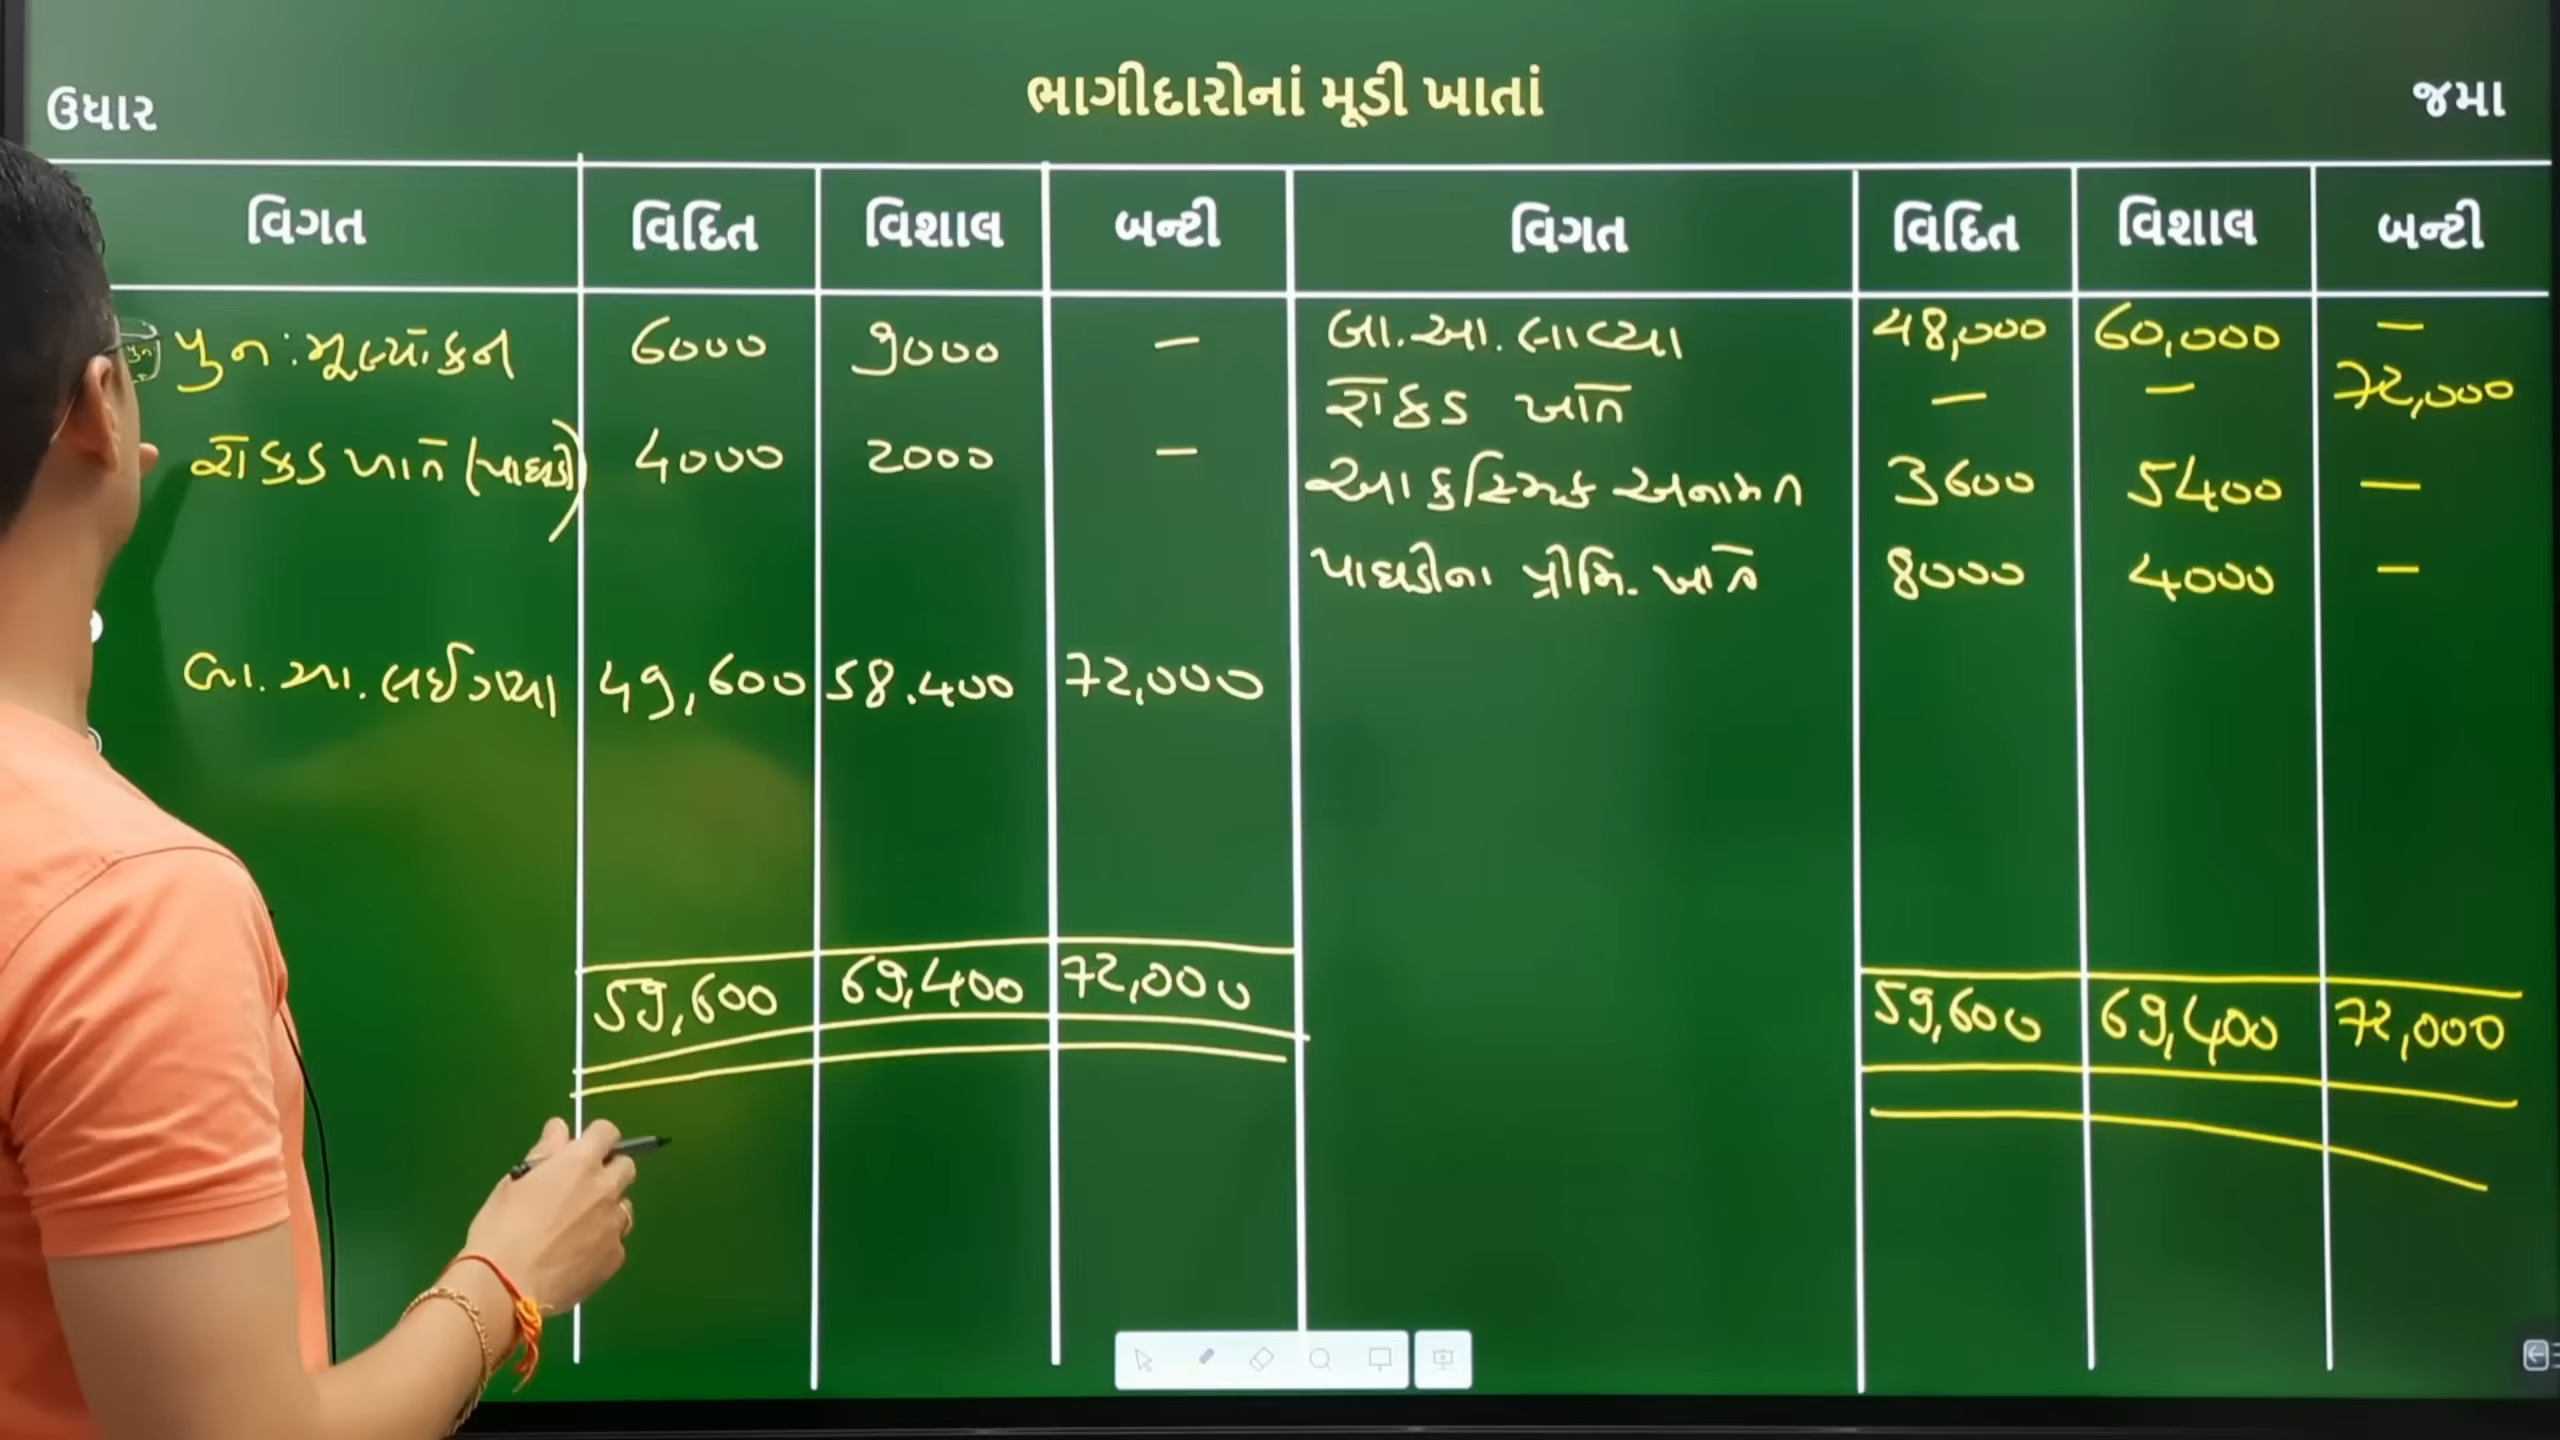 ભાગીદારોનાં મૂડી ખાતાં
ઉધાર જમા
વિગત વિદિત વિશાલ બન્ટી વિગત વિદિત વિશાલ બન્ટી
પુન:મૂલ્યાંકન 6000 9000 — બા.આ.લાવ્યા 48,000 60,000 —
રોકડ ખાતે — — 72,000
રોકડ ખાતે (પાઘડી) 4000 2000 — આકસ્મિક અનામત 3600 5400 —
પાઘડીના પ્રીમિ. ખાતે 8000 4000 —
બા.આ.લઈ ગયા 49,600 58.400 72,000
59,600 69,400 72,000 59,600 69,400 72,000